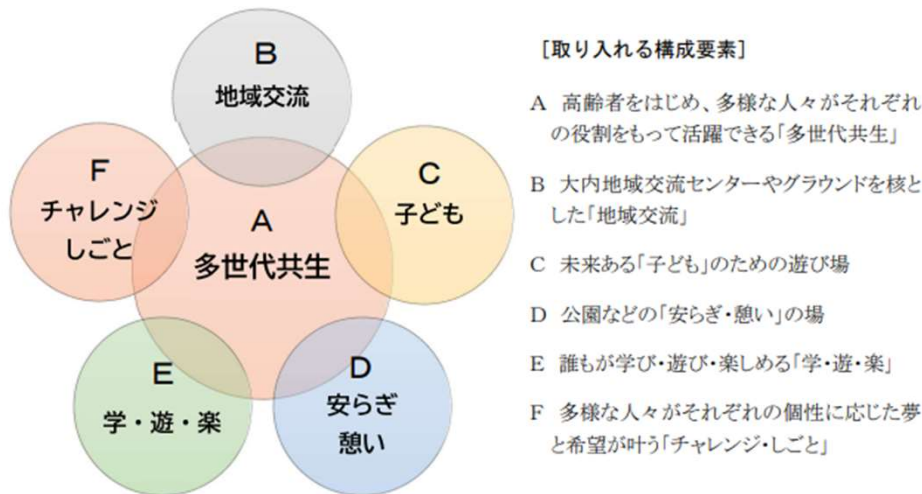 B
地域交流
F
チャレンジ
しごと
C
子ども
A
多世代共生
E
学・遊・楽
D
安らぎ
憩い
[取り入れる構成要素]
A 高齢者をはじめ、多様な人々がそれぞれ
の役割をもって活躍できる「多世代共生」
B 大内地域交流センターやグラウンドを核と
した「地域交流」
C 未来ある「子ども」のための遊び場
D 公園などの「安らぎ・憩い」の場
E 誰もが学び・遊び・楽しめる「学・遊・楽」
F 多様な人々がそれぞれの個性に応じた夢
と希望が叶う「チャレンジ・しごと」